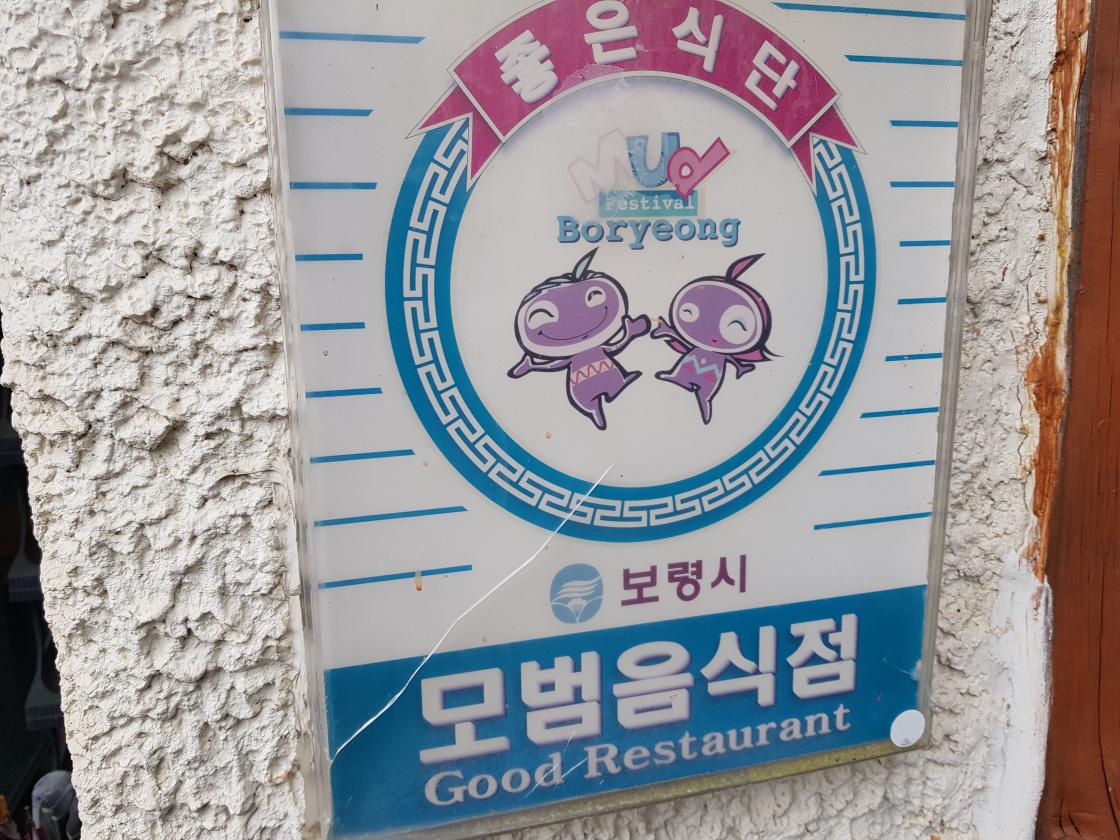 좋은식단
MUd
Festival
Boryeong
보령시
모범음식점
Good Restaurant